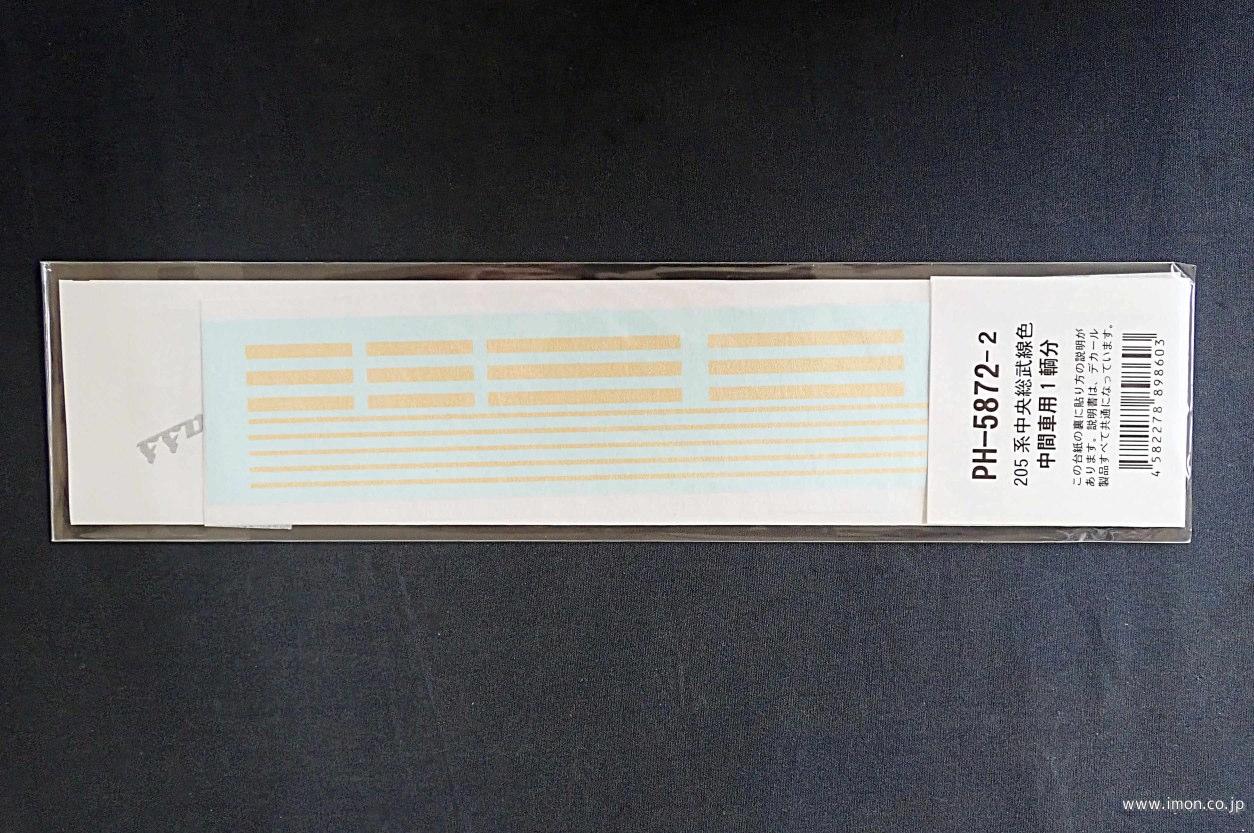 PH-5872-2
205系中央総武線色
中間車用1輌分
この台紙の裏に貼り方の説明が
あります。説明書は、デカール
製品すべて共通になっています。
4 582278 898603
www.imon.co.jp